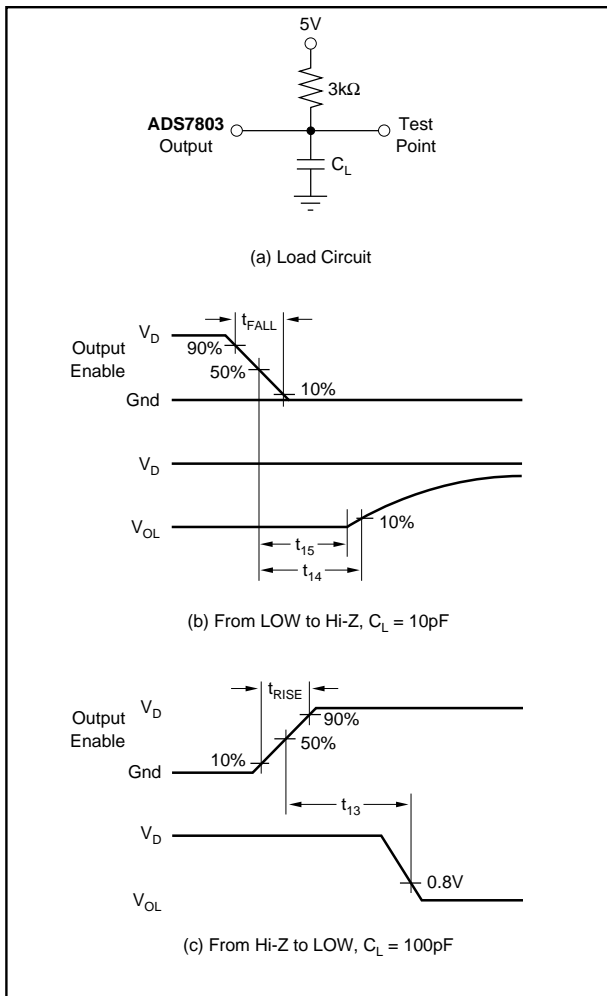 5V
3kΩ
ADS7803
Output
Test
Point
C_L
(a) Load Circuit
t_FALL
V_D
Output
Enable
90%
50%
10%
Gnd
V_D
V_OL
10%
t_15
t_14
(b) From LOW to Hi-Z, C_L = 10pF
t_RISE
V_D
Output
Enable
90%
50%
10%
Gnd
t_13
V_D
0.8V
V_OL
(c) From Hi-Z to LOW, C_L = 100pF